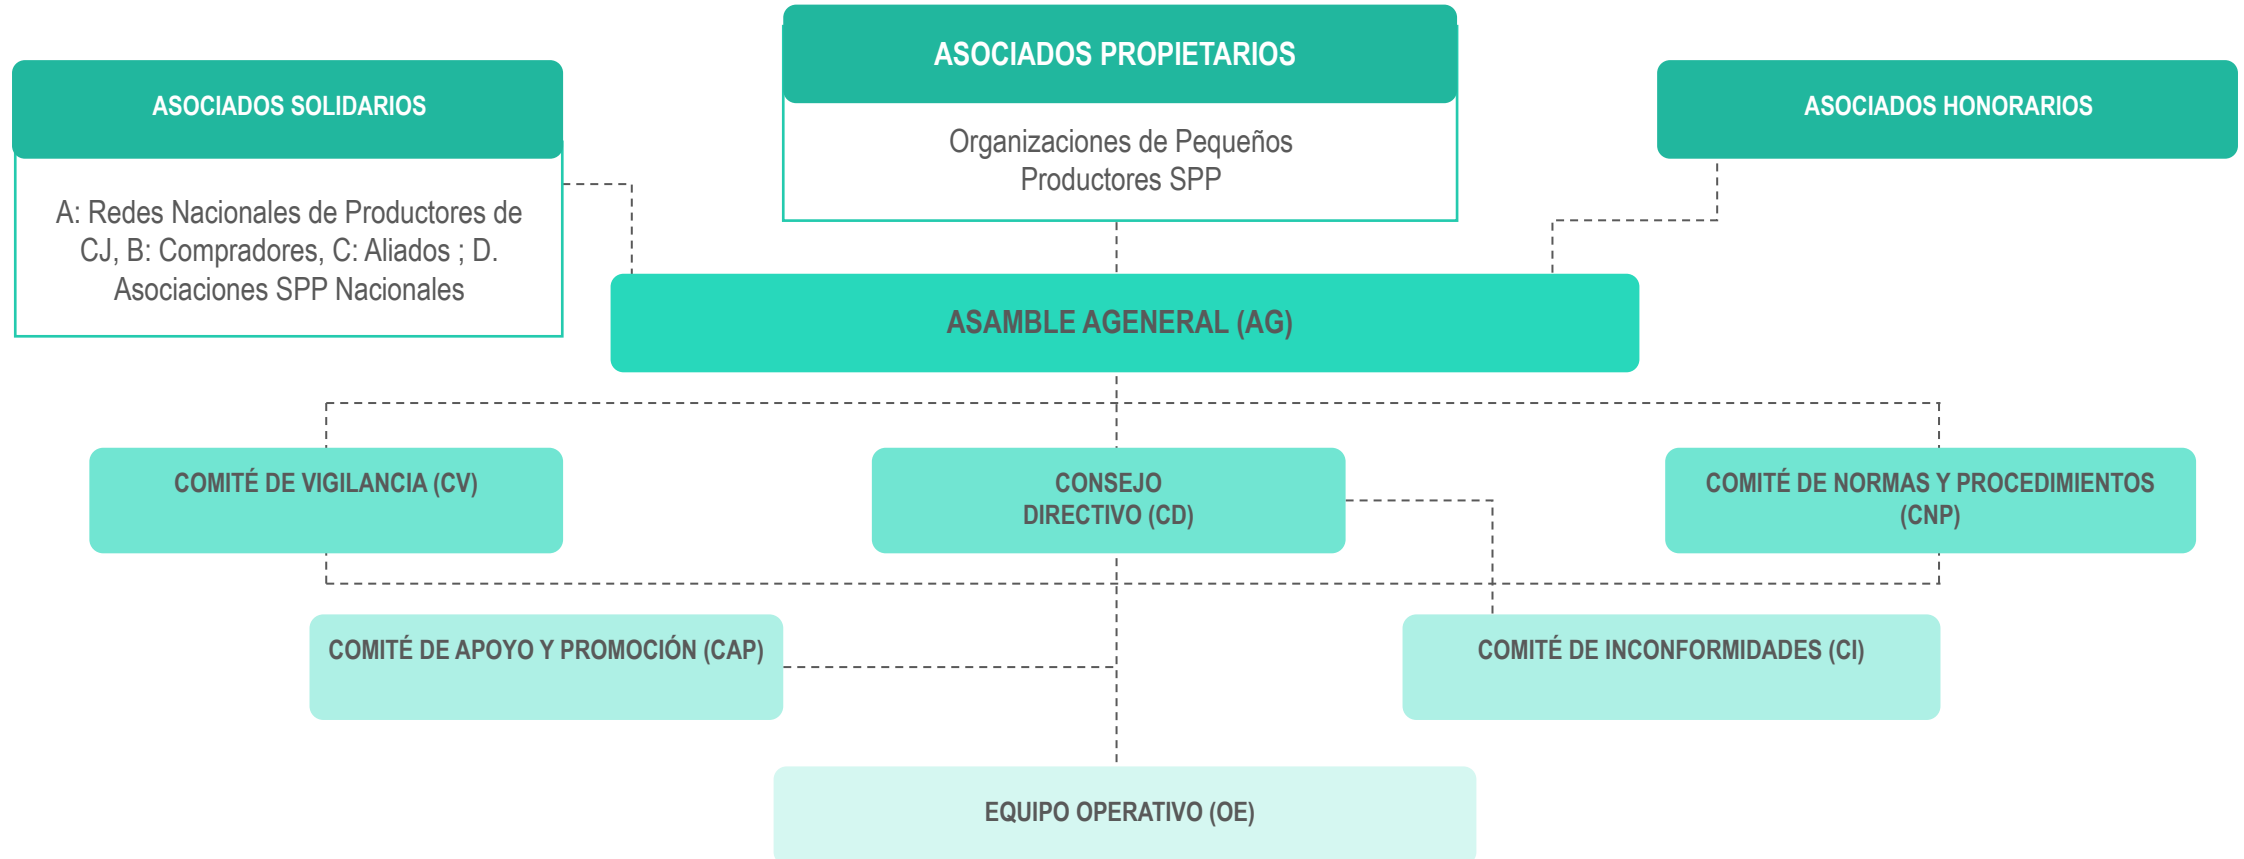 ASOCIADOS SOLIDARIOS
A: Redes Nacionales de Productores de
CJ, B: Compradores, C: Aliados ; D.
Asociaciones SPP Nacionales
ASOCIADOS PROPIETARIOS
Organizaciones de Pequeños
Productores SPP
ASOCIADOS HONORARIOS
ASAMBLE AGENERAL (AG)
COMITÉ DE VIGILANCIA (CV)
CONSEJO
DIRECTIVO (CD)
COMITÉ DE NORMAS Y PROCEDIMIENTOS
(CNP)
COMITÉ DE APOYO Y PROMOCIÓN (CAP)
COMITÉ DE INCONFORMIDADES (CI)
EQUIPO OPERATIVO (OE)